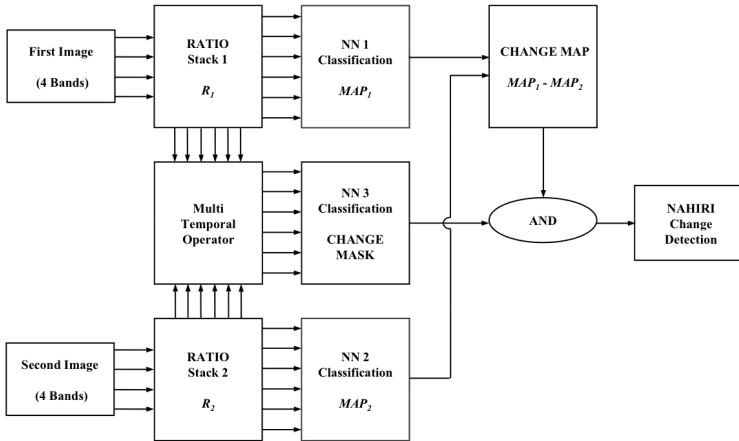 First Image
(4 Bands)
RATIO
Stack 1
R1
NN 1
Classification
MAP1
CHANGE MAP
MAP1 - MAP2
Multi
Temporal
Operator
NN 3
Classification
CHANGE
MASK
AND
NAHIRI
Change
Detection
Second Image
(4 Bands)
RATIO
Stack 2
R2
NN 2
Classification
MAP2